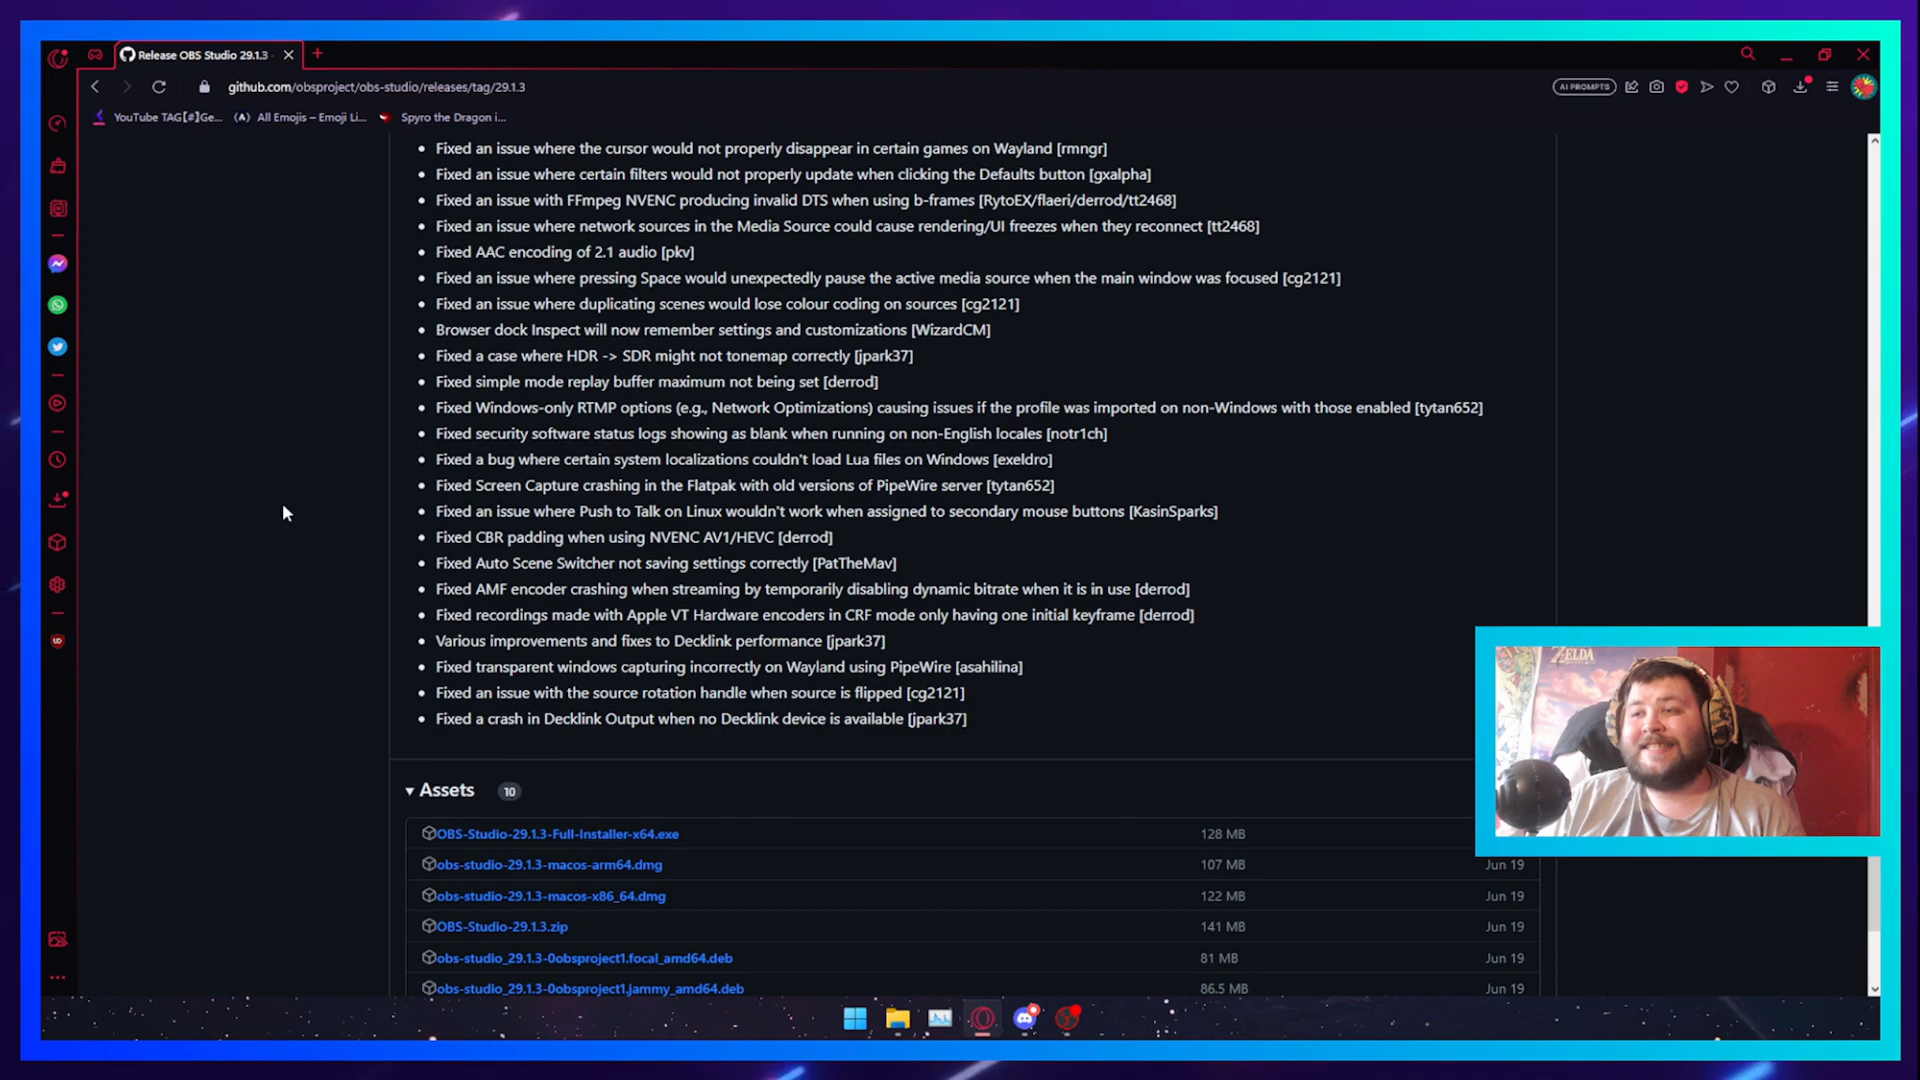 Release OBS Studio 29.1.3
github.com/obsproject/obs-studio/releases/tag/29.1.3
AI PROMPTS
YouTube TAG【#】Ge...
(A) All Emojis – Emoji Li...
Spyro the Dragon i...
Fixed an issue where the cursor would not properly disappear in certain games on Wayland [rmngr]
Fixed an issue where certain filters would not properly update when clicking the Defaults button [gxalpha]
Fixed an issue with FFmpeg NVENC producing invalid DTS when using b-frames [RytoEX/flaeri/derrod/tt2468]
Fixed an issue where network sources in the Media Source could cause rendering/UI freezes when they reconnect [tt2468]
Fixed AAC encoding of 2.1 audio [pkv]
Fixed an issue where pressing Space would unexpectedly pause the active media source when the main window was focused [cg2121]
Fixed an issue where duplicating scenes would lose colour coding on sources [cg2121]
Browser dock Inspect will now remember settings and customizations [WizardCM]
Fixed a case where HDR -> SDR might not tonemap correctly [jpark37]
Fixed simple mode replay buffer maximum not being set [derrod]
Fixed Windows-only RTMP options (e.g., Network Optimizations) causing issues if the profile was imported on non-Windows with those enabled [tytan652]
Fixed security software status logs showing as blank when running on non-English locales [notr1ch]
Fixed a bug where certain system localizations couldn't load Lua files on Windows [exeldro]
Fixed Screen Capture crashing in the Flatpak with old versions of PipeWire server [tytan652]
Fixed an issue where Push to Talk on Linux wouldn't work when assigned to secondary mouse buttons [KasinSparks]
Fixed CBR padding when using NVENC AV1/HEVC [derrod]
Fixed Auto Scene Switcher not saving settings correctly [PatTheMav]
Fixed AMF encoder crashing when streaming by temporarily disabling dynamic bitrate when it is in use [derrod]
Fixed recordings made with Apple VT Hardware encoders in CRF mode only having one initial keyframe [derrod]
Various improvements and fixes to Decklink performance [jpark37]
Fixed transparent windows capturing incorrectly on Wayland using PipeWire [asahilina]
Fixed an issue with the source rotation handle when source is flipped [cg2121]
Fixed a crash in Decklink Output when no Decklink device is available [jpark37]
ZELDA
Assets 10
OBS-Studio-29.1.3-Full-Installer-x64.exe 128 MB
obs-studio-29.1.3-macos-arm64.dmg 107 MB Jun 19
obs-studio-29.1.3-macos-x86_64.dmg 122 MB Jun 19
OBS-Studio-29.1.3.zip 141 MB Jun 19
obs-studio_29.1.3-0obsproject1.focal_amd64.deb 81 MB Jun 19
obs-studio_29.1.3-0obsproject1.jammy_amd64.deb 86.5 MB Jun 19